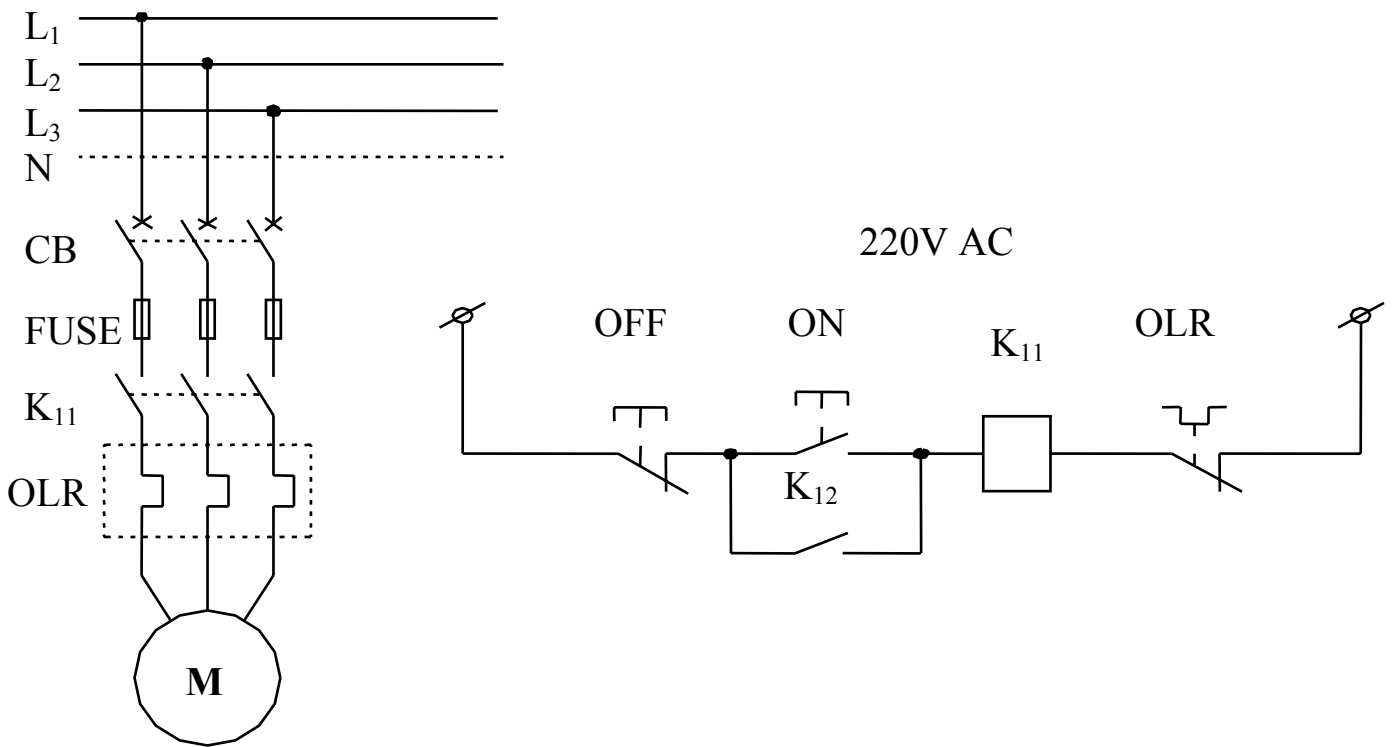 L₁
L₂
L₃
N
CB
FUSE
K₁₁
OLR
M
220V AC
OFF
ON
K₁₁
OLR
K₁₂